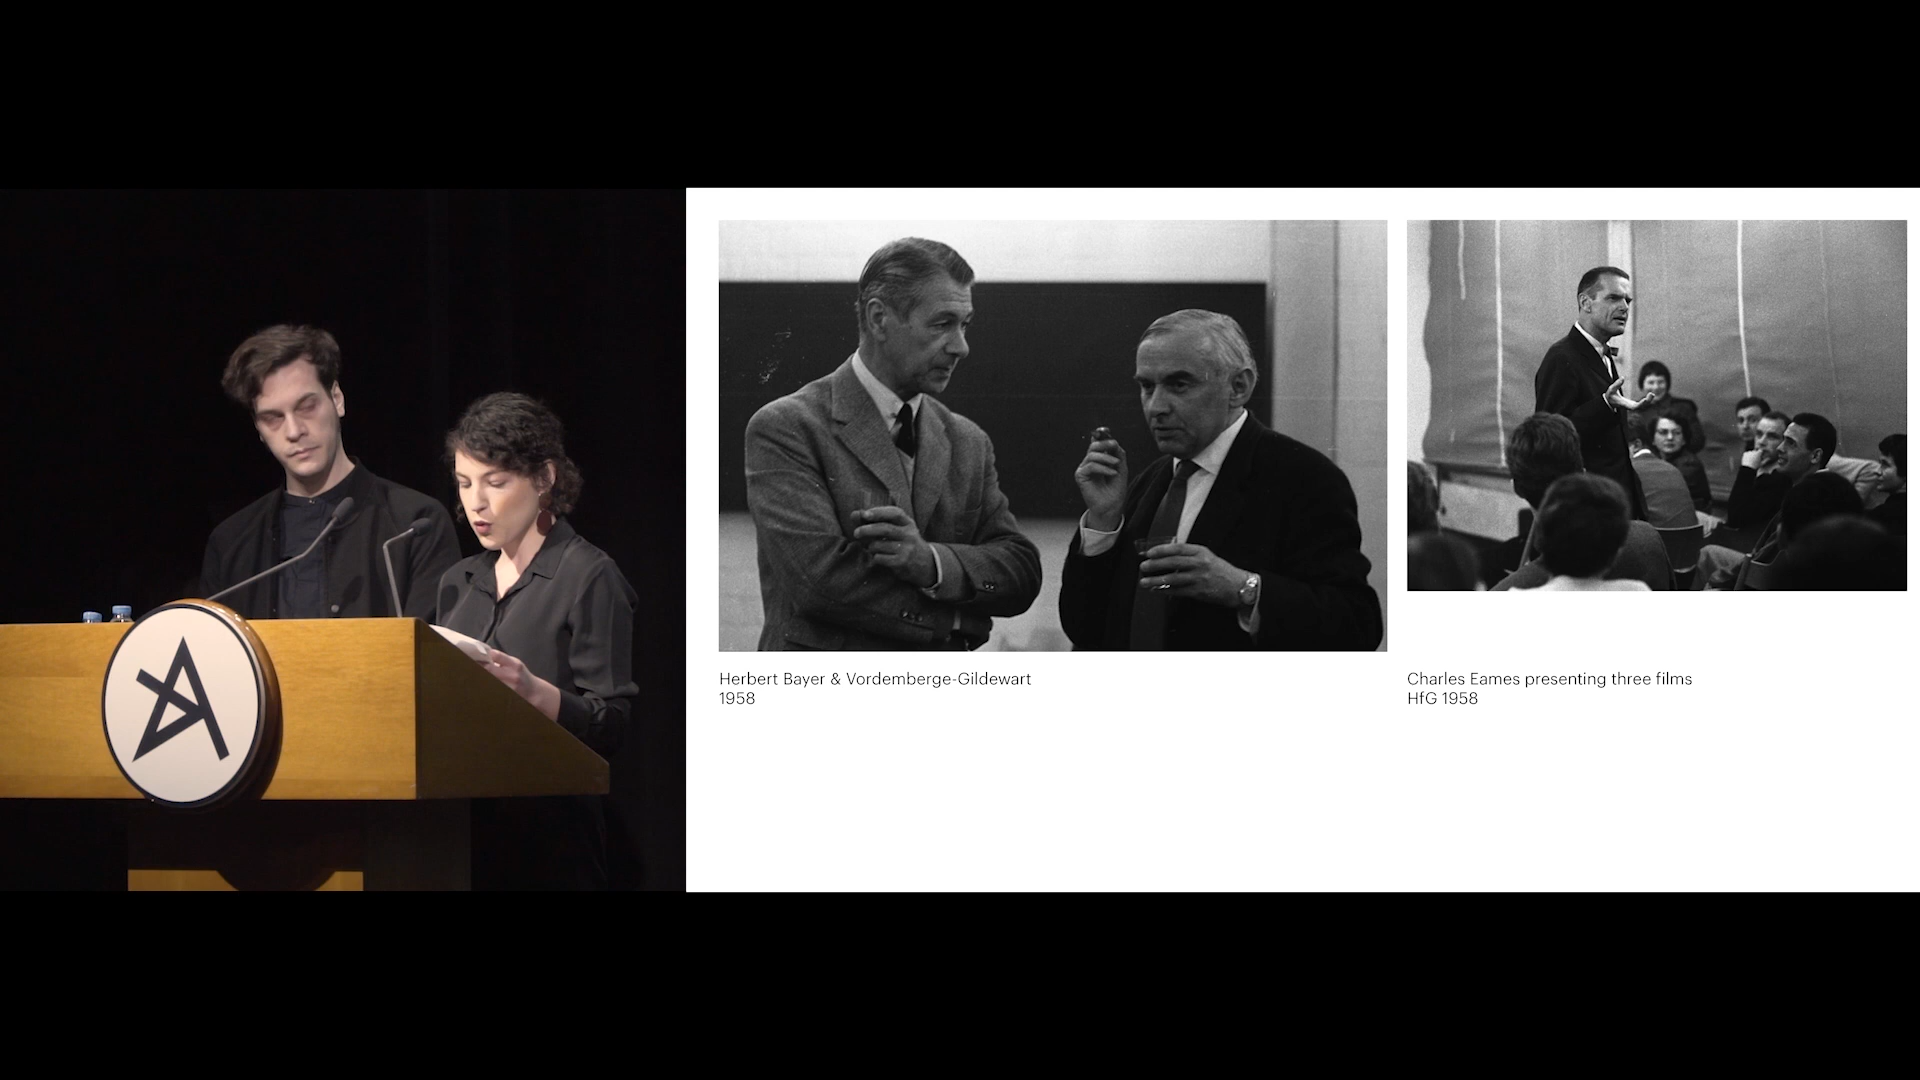 Herbert Bayer & Vordemberge-Gildewart
1958
Charles Eames presenting three films
HfG 1958